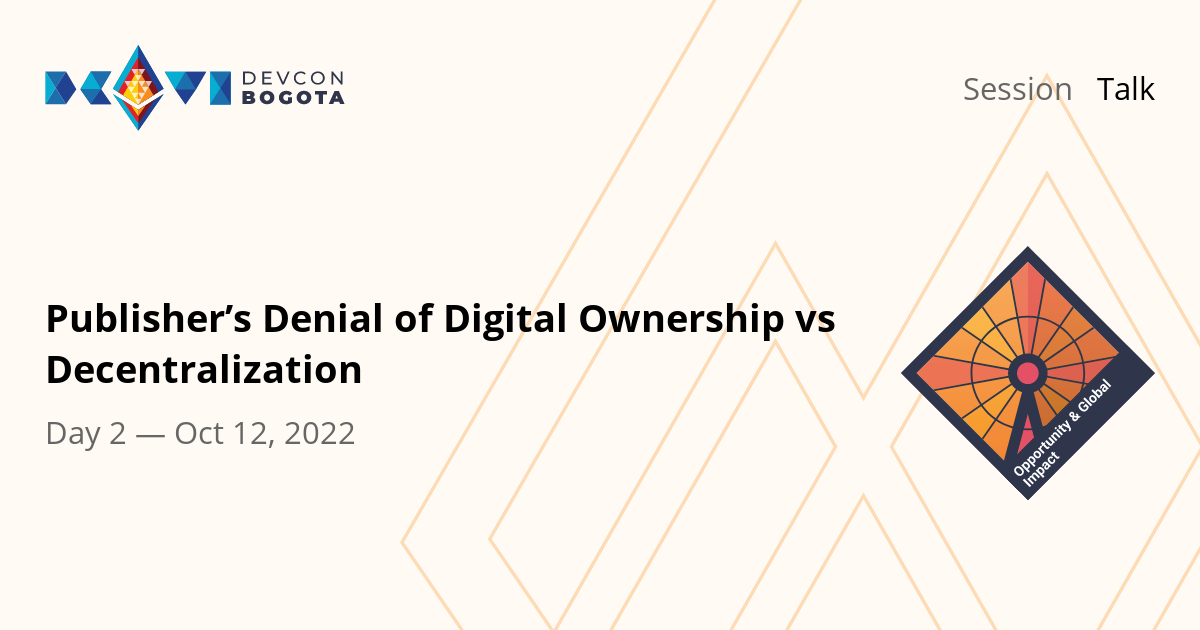 DEVCON
BOGOTA
Session Talk
Publisher’s Denial of Digital Ownership vs
Decentralization
Day 2 — Oct 12, 2022
Opportunity & Global
Impact